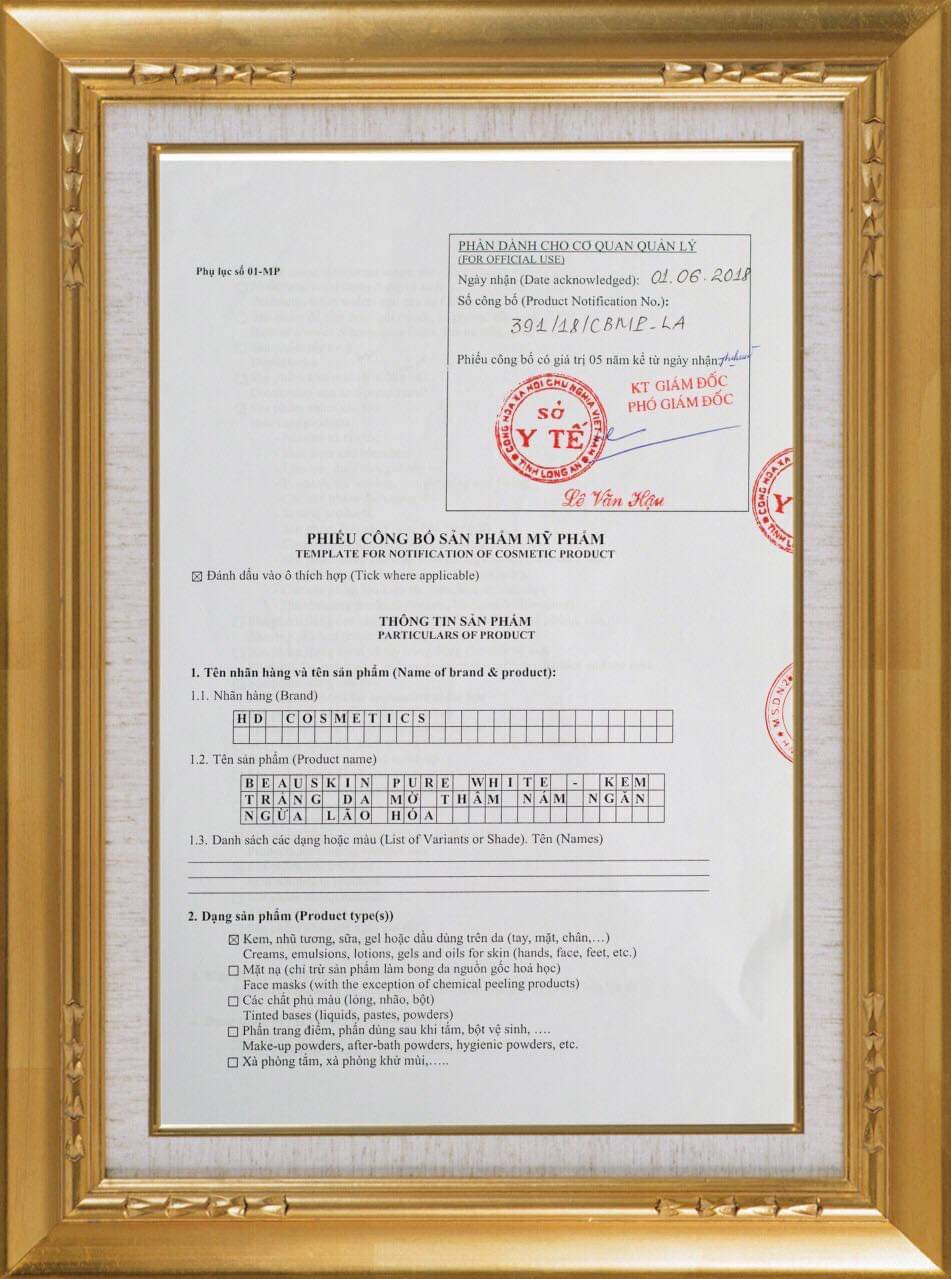 Phụ lục số 01-MP
PHẦN DÀNH CHO CƠ QUAN QUẢN LÝ
(FOR OFFICIAL USE)
Ngày nhận (Date acknowledged): 01.06.2018
Số công bố (Product Notification No.):
391/18/CBMP-LA
Phiếu công bố có giá trị 05 năm kể từ ngày nhận
KT GIÁM ĐỐC
PHÓ GIÁM ĐỐC
CỘNG HÒA XÃ HỘI CHỦ NGHĨA VIỆT NAM
SỞ
Y TẾ
TỈNH LONG AN
Lê Văn Hậu
CỘNG HÒA XÃ
Y
TỈNH L
PHIẾU CÔNG BỐ SẢN PHẨM MỸ PHẨM
TEMPLATE FOR NOTIFICATION OF COSMETIC PRODUCT
☒ Đánh dấu vào ô thích hợp (Tick where applicable)
THÔNG TIN SẢN PHẨM
PARTICULARS OF PRODUCT
1. Tên nhãn hàng và tên sản phẩm (Name of brand & product):
1.1. Nhãn hàng (Brand)
HD COSMETICS
M.S.D.N:2
1.2. Tên sản phẩm (Product name)
BEAUSKIN PURE WHITE - KEM
TRẮNG DA MỜ THÂM NÁM NGĂN
NGỪA LÃO HÓA
1.3. Danh sách các dạng hoặc màu (List of Variants or Shade). Tên (Names)
2. Dạng sản phẩm (Product type(s))
☒ Kem, nhũ tương, sữa, gel hoặc dầu dùng trên da (tay, mặt, chân,…)
Creams, emulsions, lotions, gels and oils for skin (hands, face, feet, etc.)
☐ Mặt nạ (chỉ trừ sản phẩm làm bong da nguồn gốc hoá học)
Face masks (with the exception of chemical peeling products)
☐ Các chất phủ màu (lỏng, nhão, bột)
Tinted bases (liquids, pastes, powders)
☐ Phấn trang điểm, phấn dùng sau khi tắm, bột vệ sinh, ….
Make-up powders, after-bath powders, hygienic powders, etc.
☐ Xà phòng tắm, xà phòng khử mùi,…..